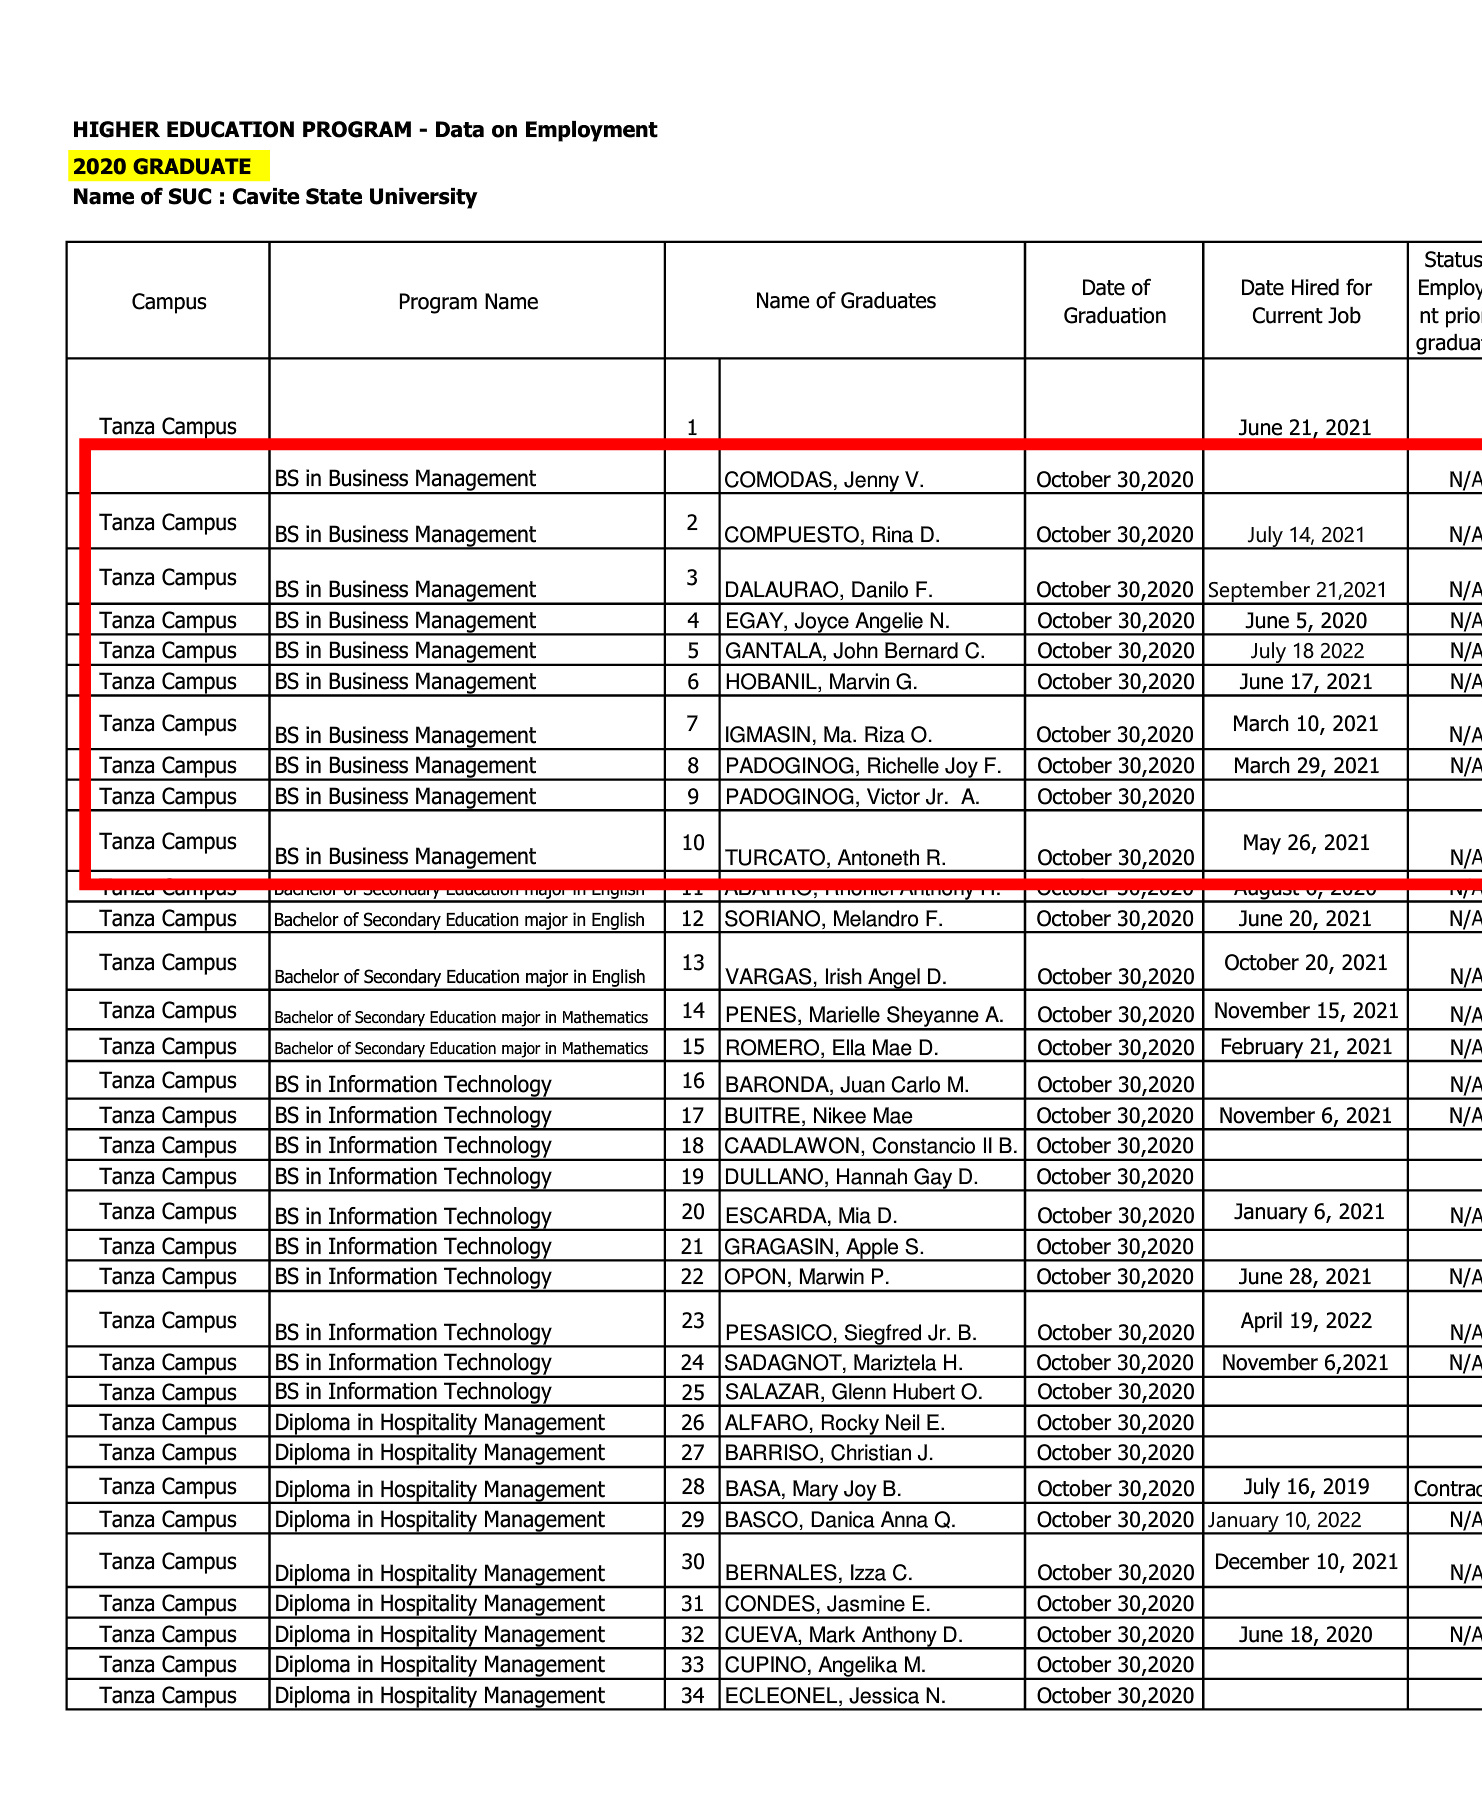 HIGHER EDUCATION PROGRAM - Data on Employment
2020 GRADUATE
Name of SUC : Cavite State University
Campus Program Name Name of Graduates Date of Graduation Date Hired for Current Job Status Employ nt prio gradua
Tanza Campus 1 June 21, 2021
BS in Business Management COMODAS, Jenny V. October 30,2020 N/A
Tanza Campus BS in Business Management 2 COMPUESTO, Rina D. October 30,2020 July 14, 2021 N/A
Tanza Campus BS in Business Management 3 DALAURAO, Danilo F. October 30,2020 September 21,2021 N/A
Tanza Campus BS in Business Management 4 EGAY, Joyce Angelie N. October 30,2020 June 5, 2020 N/A
Tanza Campus BS in Business Management 5 GANTALA, John Bernard C. October 30,2020 July 18 2022 N/A
Tanza Campus BS in Business Management 6 HOBANIL, Marvin G. October 30,2020 June 17, 2021 N/A
Tanza Campus BS in Business Management 7 IGMASIN, Ma. Riza O. October 30,2020 March 10, 2021 N/A
Tanza Campus BS in Business Management 8 PADOGINOG, Richelle Joy F. October 30,2020 March 29, 2021 N/A
Tanza Campus BS in Business Management 9 PADOGINOG, Victor Jr. A. October 30,2020
Tanza Campus BS in Business Management 10 TURCATO, Antoneth R. October 30,2020 May 26, 2021 N/A
Tanza Campus Bachelor of Secondary Education major in English 11 Anthony October 30,2020 August 2020 N/A
Tanza Campus Bachelor of Secondary Education major in English 12 SORIANO, Melandro F. October 30,2020 June 20, 2021 N/A
Tanza Campus Bachelor of Secondary Education major in English 13 VARGAS, Irish Angel D. October 30,2020 October 20, 2021 N/A
Tanza Campus Bachelor of Secondary Education major in Mathematics 14 PENES, Marielle Sheyanne A. October 30,2020 November 15, 2021 N/A
Tanza Campus Bachelor of Secondary Education major in Mathematics 15 ROMERO, Ella Mae D. October 30,2020 February 21, 2021 N/A
Tanza Campus BS in Information Technology 16 BARONDA, Juan Carlo M. October 30,2020 N/A
Tanza Campus BS in Information Technology 17 BUITRE, Nikee Mae October 30,2020 November 6, 2021 N/A
Tanza Campus BS in Information Technology 18 CAADLAWON, Constancio II B. October 30,2020
Tanza Campus BS in Information Technology 19 DULLANO, Hannah Gay D. October 30,2020
Tanza Campus BS in Information Technology 20 ESCARDA, Mia D. October 30,2020 January 6, 2021 N/A
Tanza Campus BS in Information Technology 21 GRAGASIN, Apple S. October 30,2020
Tanza Campus BS in Information Technology 22 OPON, Marwin P. October 30,2020 June 28, 2021 N/A
Tanza Campus BS in Information Technology 23 PESASICO, Siegfred Jr. B. October 30,2020 April 19, 2022 N/A
Tanza Campus BS in Information Technology 24 SADAGNOT, Mariztela H. October 30,2020 November 6,2021 N/A
Tanza Campus BS in Information Technology 25 SALAZAR, Glenn Hubert O. October 30,2020
Tanza Campus Diploma in Hospitality Management 26 ALFARO, Rocky Neil E. October 30,2020
Tanza Campus Diploma in Hospitality Management 27 BARRISO, Christian J. October 30,2020
Tanza Campus Diploma in Hospitality Management 28 BASA, Mary Joy B. October 30,2020 July 16, 2019 Contrac
Tanza Campus Diploma in Hospitality Management 29 BASCO, Danica Anna Q. October 30,2020 January 10, 2022 N/A
Tanza Campus Diploma in Hospitality Management 30 BERNALES, Izza C. October 30,2020 December 10, 2021 N/A
Tanza Campus Diploma in Hospitality Management 31 CONDES, Jasmine E. October 30,2020
Tanza Campus Diploma in Hospitality Management 32 CUEVA, Mark Anthony D. October 30,2020 June 18, 2020 N/A
Tanza Campus Diploma in Hospitality Management 33 CUPINO, Angelika M. October 30,2020
Tanza Campus Diploma in Hospitality Management 34 ECLEONEL, Jessica N. October 30,2020